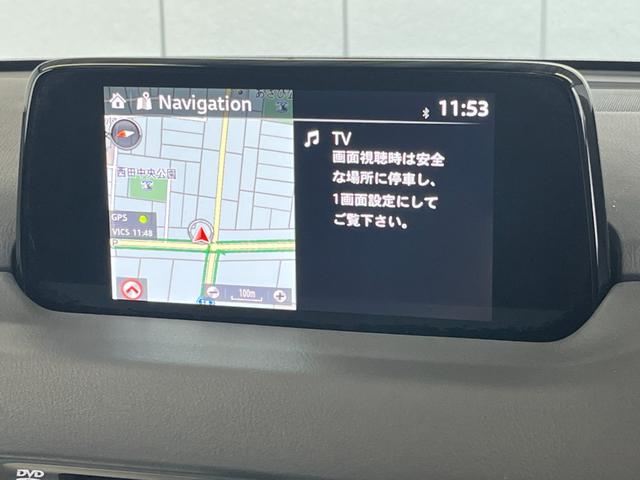 Navigation
11:53
TV
画面視聴時は安全
な場所に停車し、
1画面設定にして
ご覧下さい。
西田中央公園
GPS
VICS 11:48
P
100m
DVD